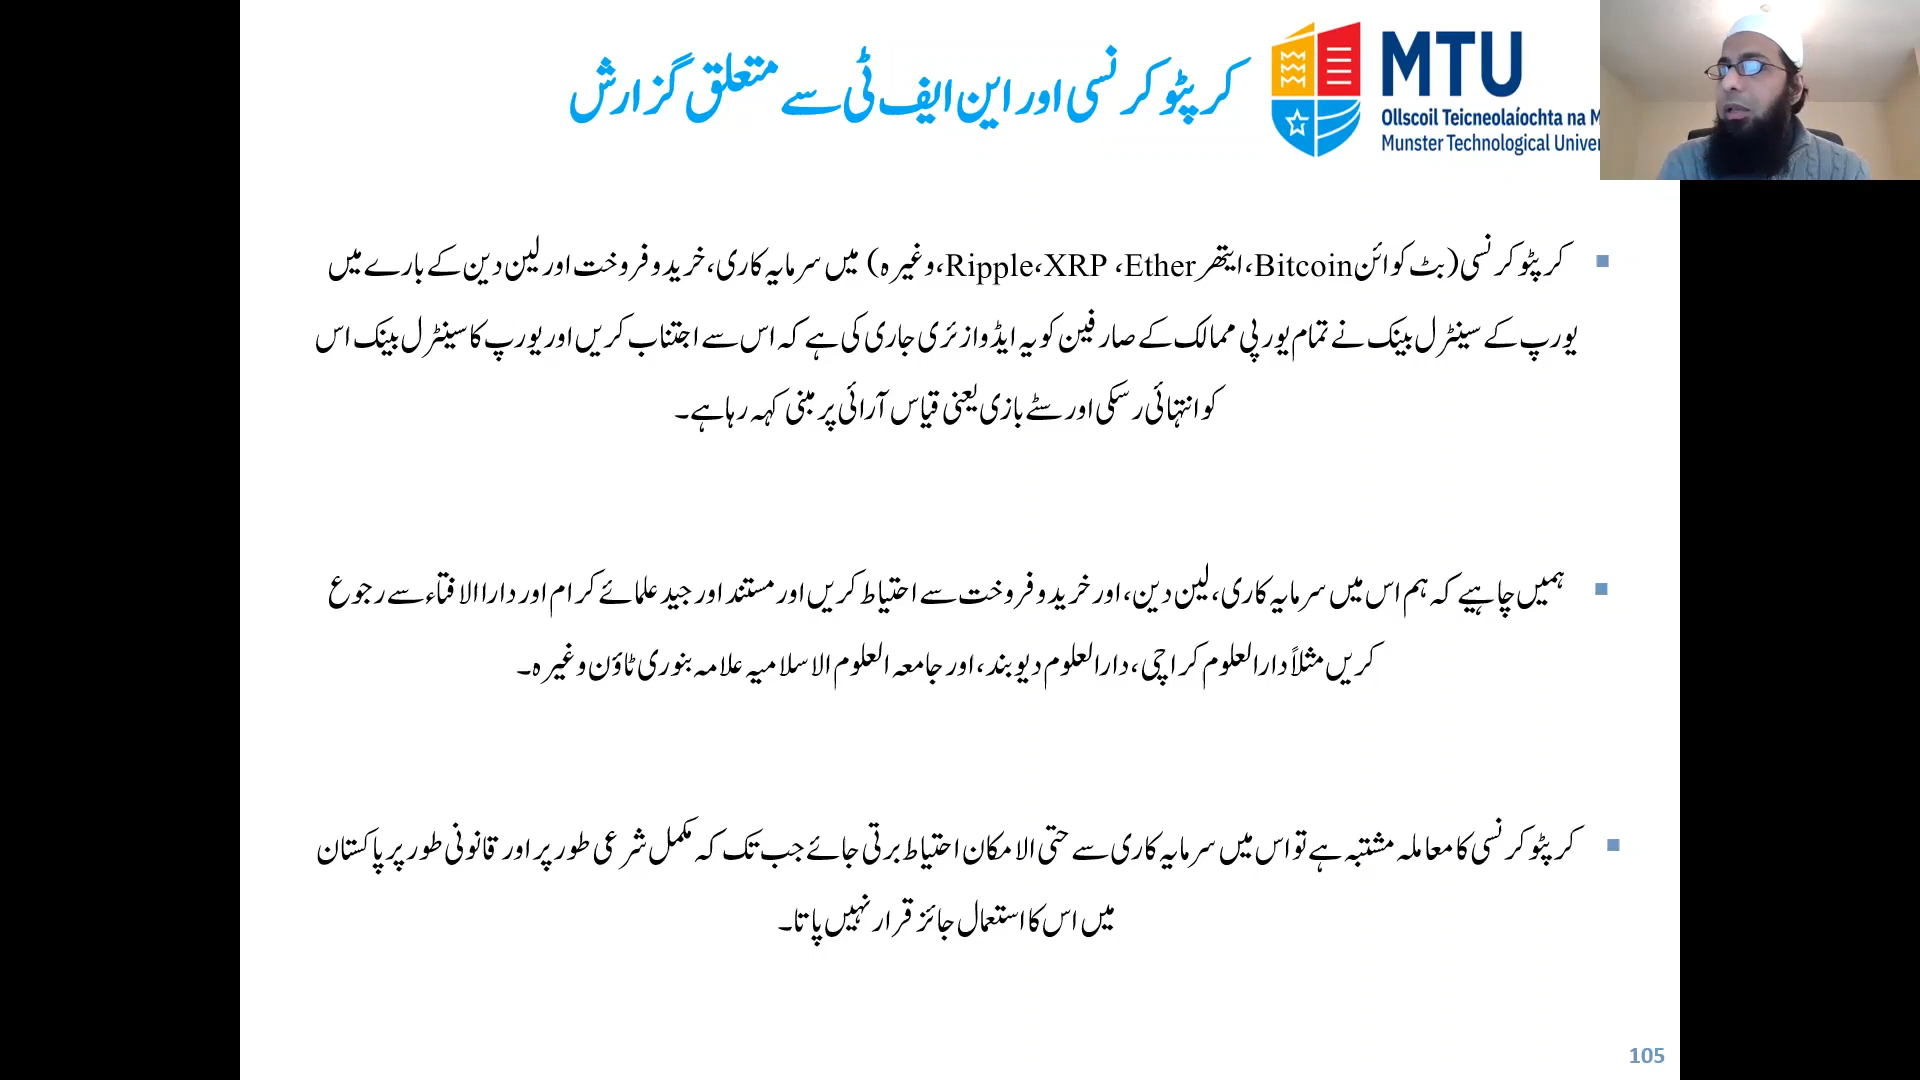 کرپٹو کرنسی اور این ایف ٹی سے متعلق گزارش
MTU
Ollscoil Teicneolaíochta na M
Munster Technological Univer
کرپٹو کرنسی (بٹ کوائن Bitcoin، ایتھر Ether، Ripple،XRP، وغیرہ) میں سرمایہ کاری، خرید و فروخت اور لین دین کے بارے میں
یورپ کے سینٹرل بینک نے تمام یورپی ممالک کے صارفین کو یہ ایڈوائزری جاری کی ہے کہ اس سے اجتناب کریں اور یورپ کا سینٹرل بینک اس
کو انتہائی رسکی اور سٹے بازی یعنی قیاس آرائی پر مبنی کہہ رہا ہے۔
ہمیں چاہیے کہ ہم اس میں سرمایہ کاری، لین دین، اور خرید و فروخت سے احتیاط کریں اور مستند اور جید علمائے کرام اور داراالافتاء سے رجوع
کریں مثلاً دارالعلوم کراچی، دارالعلوم دیوبند، اور جامعہ العلوم الاسلامیہ علامہ بنوری ٹاؤن وغیرہ۔
کرپٹو کرنسی کا معاملہ مشتبہ ہے تو اس میں سرمایہ کاری سے حتی الامکان احتیاط برتی جائے جب تک کہ مکمل شرعی طور پر اور قانونی طور پر پاکستان
میں اس کا استعمال جائز قرار نہیں پاتا۔
105